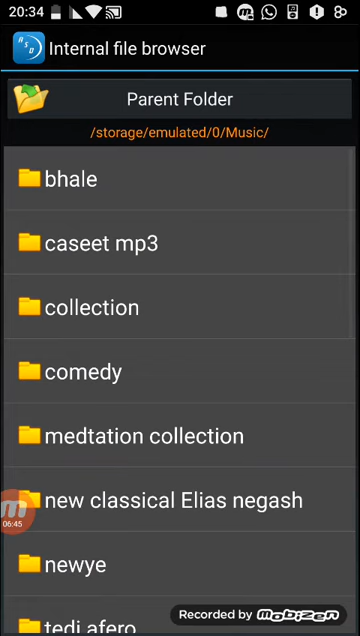 20:34
ASD
Internal file browser
Parent Folder
/storage/emulated/0/Music/
bhale
caseet mp3
collection
comedy
medtation collection
new classical Elias negash
06:45
newye
tedi afero
Recorded by mobizen